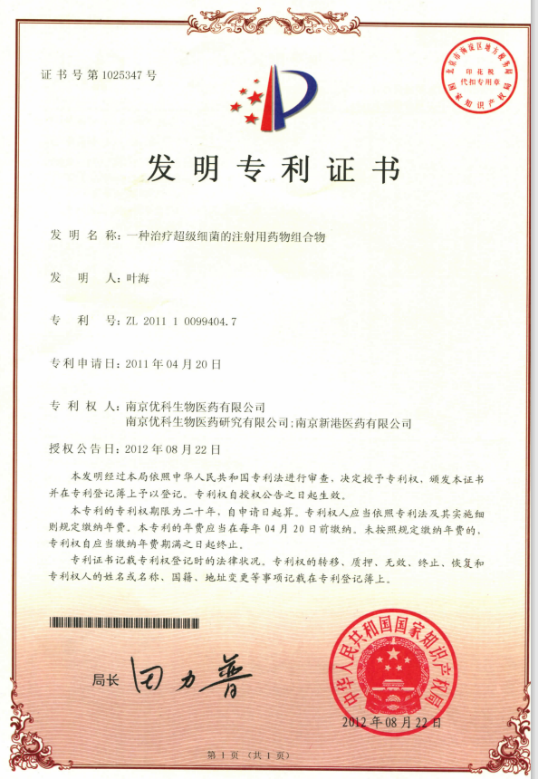 证书号第1025347号
北京市海淀区地方税务局
印花税
代扣专用章
国家知识产权局
发明专利证书
发明名称：一种治疗超级细菌的注射用药物组合物
发明人：叶海
专利号：ZL 2011 1 0099404.7
专利申请日：2011年04月20日
专利权人：南京优科生物医药有限公司
南京优科生物医药研究有限公司;南京新港医药有限公司
授权公告日：2012年08月22日
本发明经过本局依照中华人民共和国专利法进行审查，决定授予专利权，颁发本证书
并在专利登记簿上予以登记。专利权自授权公告之日起生效。
本专利的专利权期限为二十年，自申请日起算。专利权人应当依照专利法及其实施细
则规定缴纳年费。本专利的年费应当在每年04月20日前缴纳。未按照规定缴纳年费的，
专利权自应当缴纳年费期满之日起终止。
专利证书记载专利权登记时的法律状况。专利权的转移、质押、无效、终止、恢复和
专利权人的姓名或名称、国籍、地址变更等事项记载在专利登记簿上。
局长 田力普
中华人民共和国国家知识产权局
2012年08月22日
第1页（共1页）